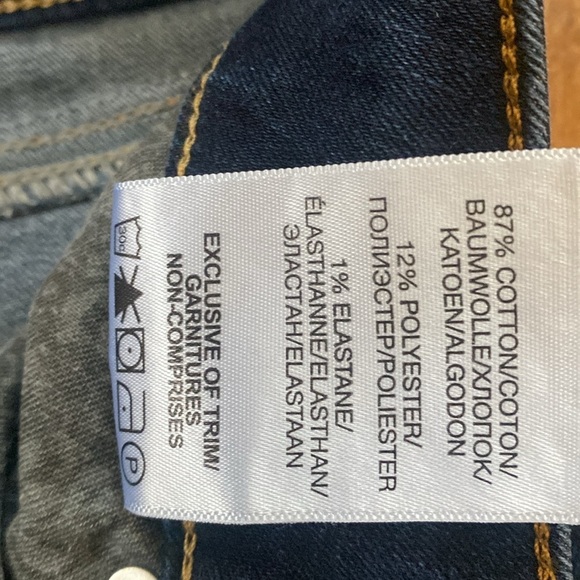 87% COTTON/COTON/
BAUMWOLLE/ХЛОПОК/
KATOEN/ALGODON
12% POLYESTER/
ПОЛИЭСТЕР/POLIESTER
1% ELASTANE/
ÉLASTHANNE/ELASTHAN/
ЭЛАСТАН/ELASTAAN
EXCLUSIVE OF TRIM/
GARNITURES
NON-COMPRISES
30c
P